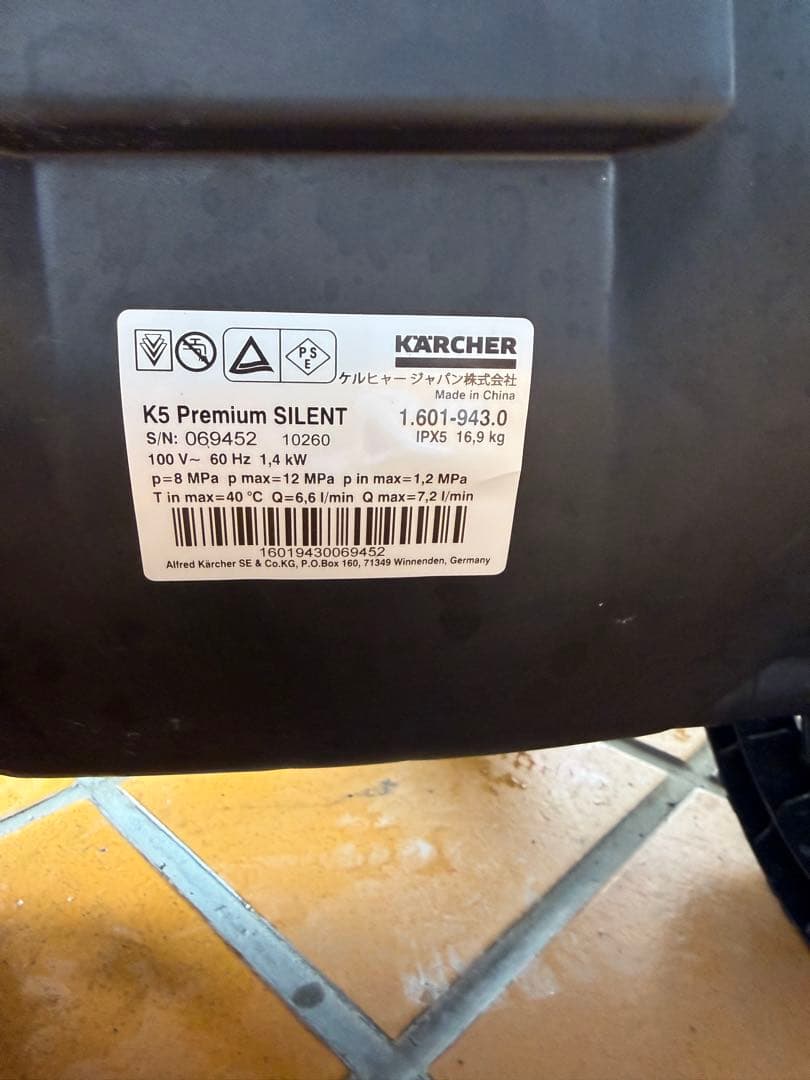 PS
E
KÄRCHER
ケルヒャー ジャパン株式会社
Made in China
K5 Premium SILENT 1.601-943.0
S/N: 069452 10260 IPX5 16,9 kg
100 V~ 60 Hz 1,4 kW
p=8 MPa p max=12 MPa p in max=1,2 MPa
T in max=40 °C Q=6,6 l/min Q max=7,2 l/min
16019430069452
Alfred Kärcher SE & Co.KG, P.O.Box 160, 71349 Winnenden, Germany